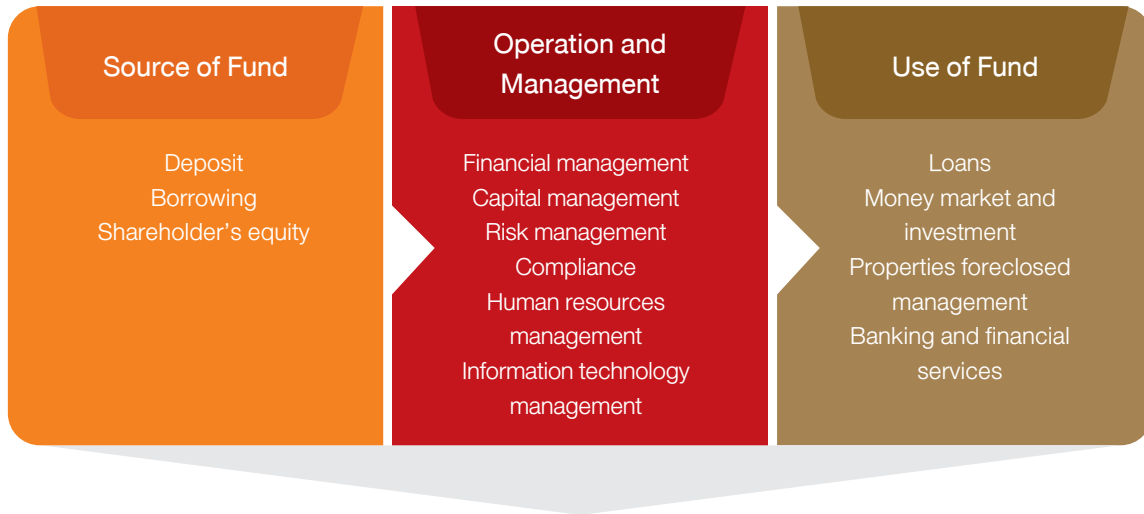 Source of Fund
Deposit
Borrowing
Shareholder’s equity
Operation and
Management
Financial management
Capital management
Risk management
Compliance
Human resources
management
Information technology
management
Use of Fund
Loans
Money market and
investment
Properties foreclosed
management
Banking and financial
services